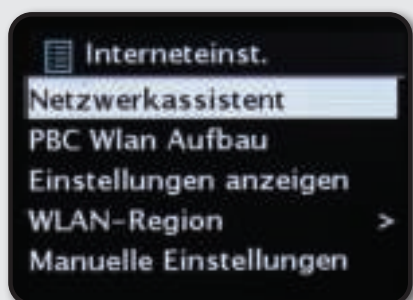 Interneteinst.
Netzwerkassistent
PBC Wlan Aufbau
Einstellungen anzeigen
WLAN-Region >
Manuelle Einstellungen